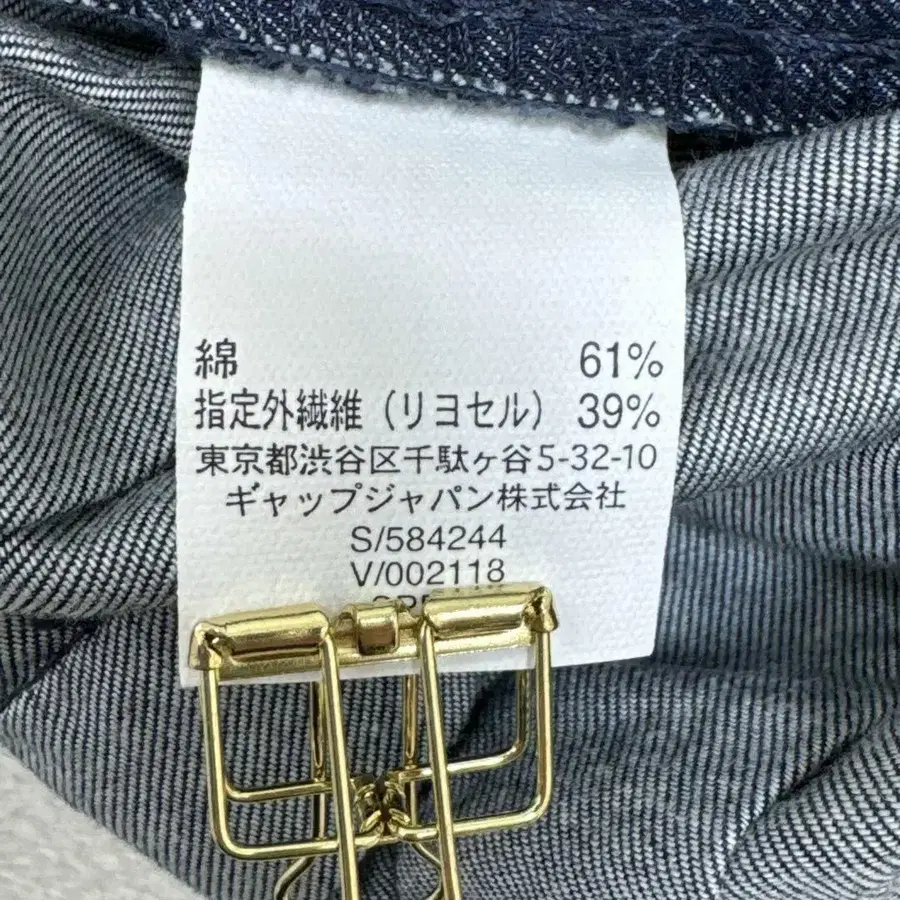 綿 61%
指定外繊維（リヨセル） 39%
東京都渋谷区千駄ヶ谷5-32-10
ギャップジャパン株式会社
S/584244
V/002118